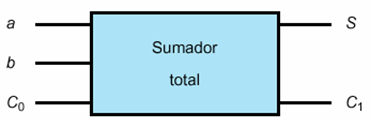 a S
b Sumador
total
C₀ C₁